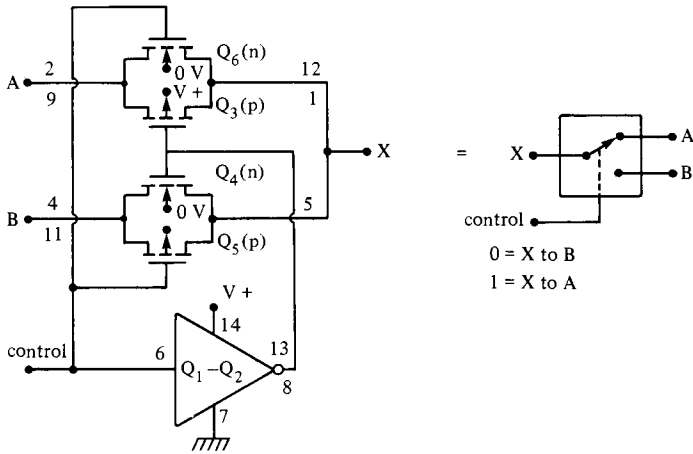 Q6(n)
A
2
9
0 V
V +
12
1
Q3(p)
X
Q4(n)
B
4
11
0 V
5
Q5(p)
V +
14
control
6
Q1–Q2
13
8
7
=
X
A
B
control
0 = X to B
1 = X to A